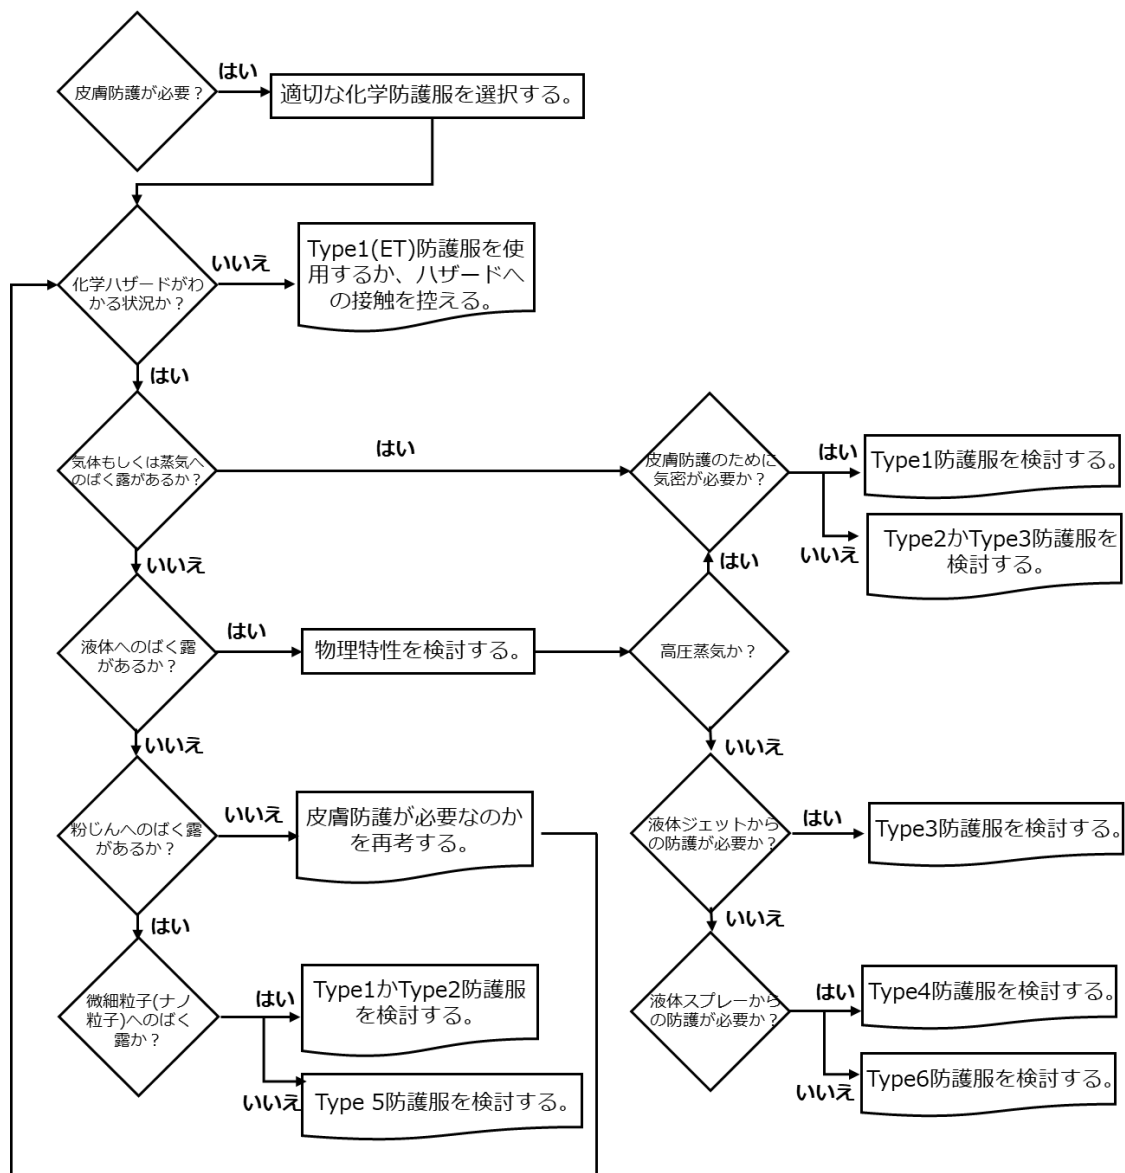 皮膚防護が必要？
はい
適切な化学防護服を選択する。
化学ハザードがわ
かる状況か？
いいえ
Type1(ET)防護服を使
用するか、ハザードへ
の接触を控える。
はい
気体もしくは蒸気へ
のばく露があるか？
はい
皮膚防護のために
気密が必要か？
はい
Type1防護服を検討する。
いいえ
Type2かType3防護服を
検討する。
いいえ
はい
液体へのばく露
があるか？
はい
物理特性を検討する。
高圧蒸気か？
いいえ
いいえ
粉じんへのばく露
があるか？
いいえ
皮膚防護が必要なのか
を再考する。
液体ジェットから
の防護が必要か？
はい
Type3防護服を検討する。
はい
いいえ
微細粒子(ナノ
粒子)へのばく
露か？
はい
Type1かType2防護服
を検討する。
いいえ
Type 5防護服を検討する。
液体スプレーから
の防護が必要か？
はい
Type4防護服を検討する。
いいえ
Type6防護服を検討する。